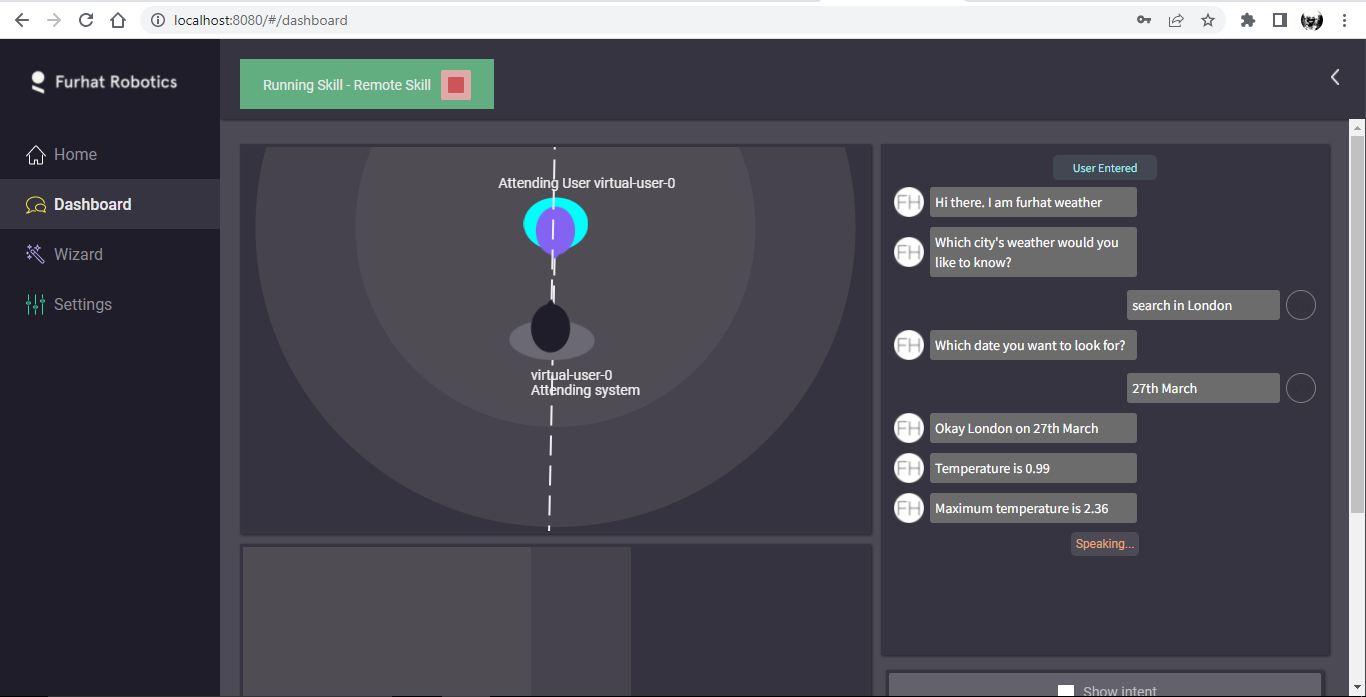 localhost:8080/#/dashboard
Furhat Robotics
Running Skill - Remote Skill
Home
Dashboard
Wizard
Settings
Attending User virtual-user-0
virtual-user-0
Attending system
User Entered
FH Hi there. I am furhat weather
FH Which city's weather would you
like to know?
search in London
FH Which date you want to look for?
27th March
FH Okay London on 27th March
FH Temperature is 0.99
FH Maximum temperature is 2.36
Speaking...
Show intent